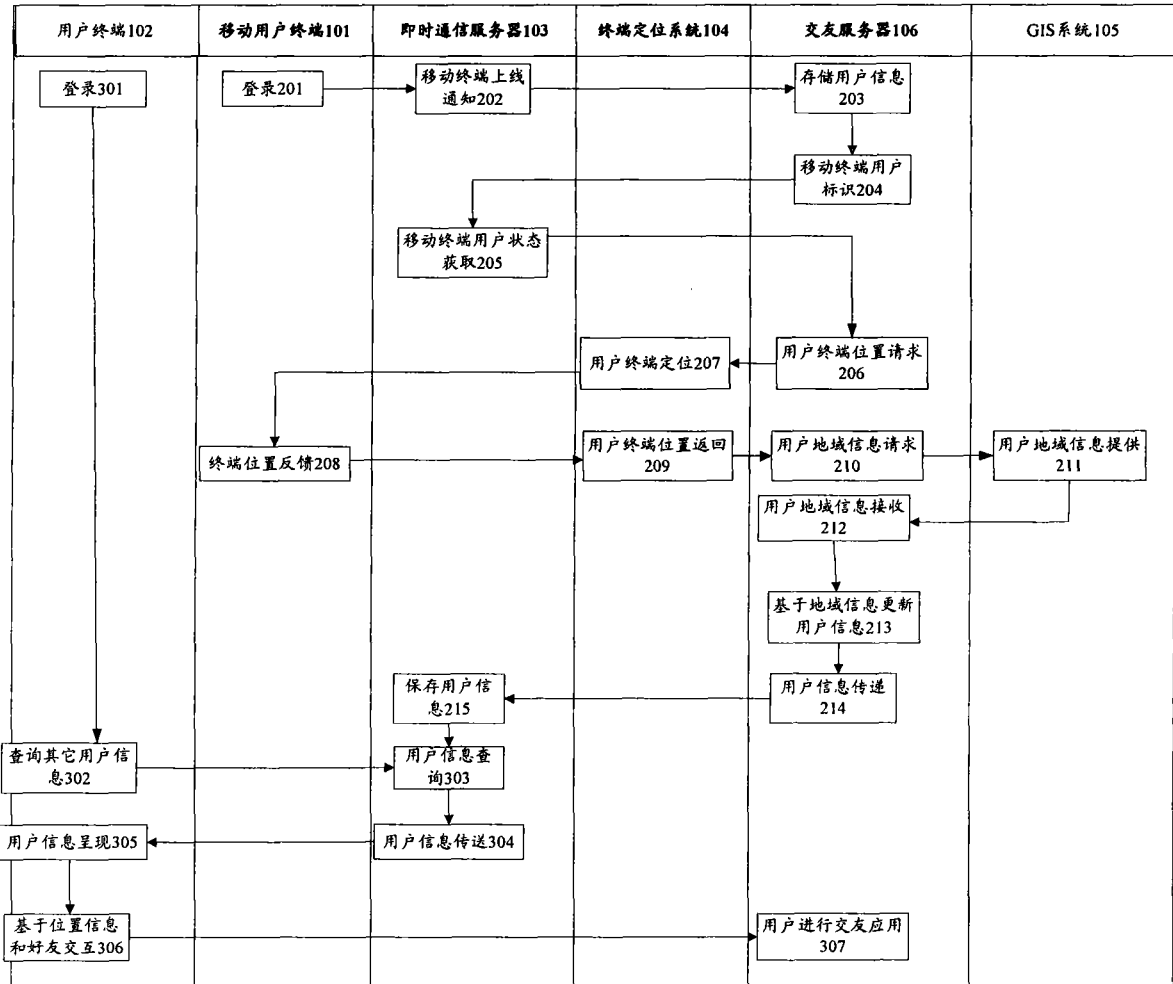 用户终端102
移动用户终端101
即时通信服务器103
终端定位系统104
交友服务器106
GIS系统105
登录301
登录201
移动终端上线
通知202
存储用户信息
203
移动终端用户
标识204
移动终端用户状态
获取205
用户终端定位207
用户终端位置请求
206
终端位置反馈208
用户终端位置返回
209
用户地域信息请求
210
用户地域信息提供
211
用户地域信息接收
212
基于地域信息更新
用户信息213
保存用户信
息215
用户信息传递
214
查询其它用户信
息302
用户信息查
询303
用户信息呈现305
用户信息传送304
基于位置信息
和好友交互306
用户进行交友应用
307